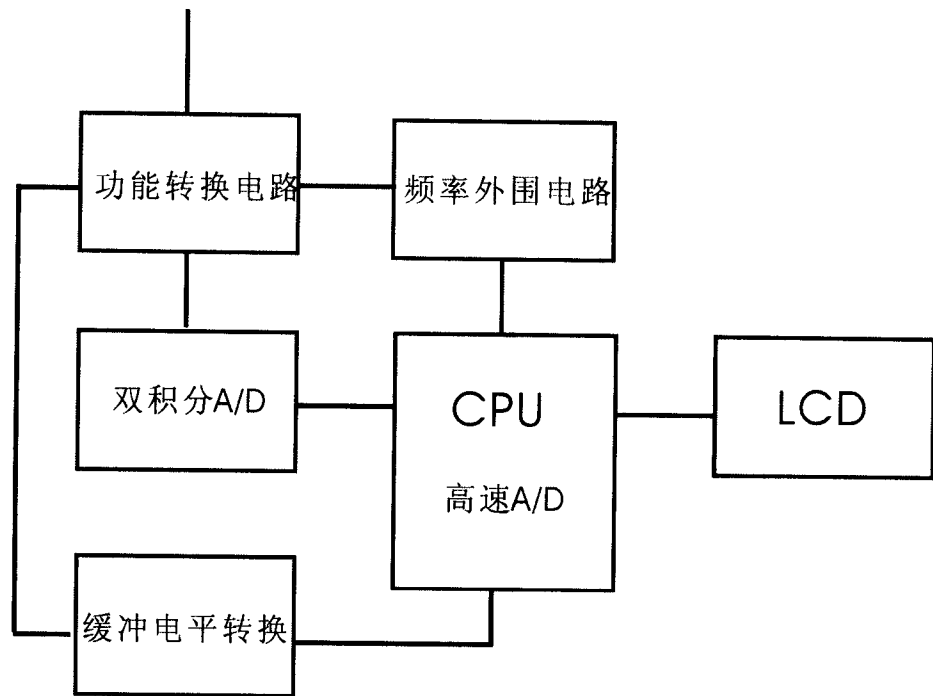 功能转换电路
频率外围电路
双积分A/D
CPU
高速A/D
LCD
缓冲电平转换